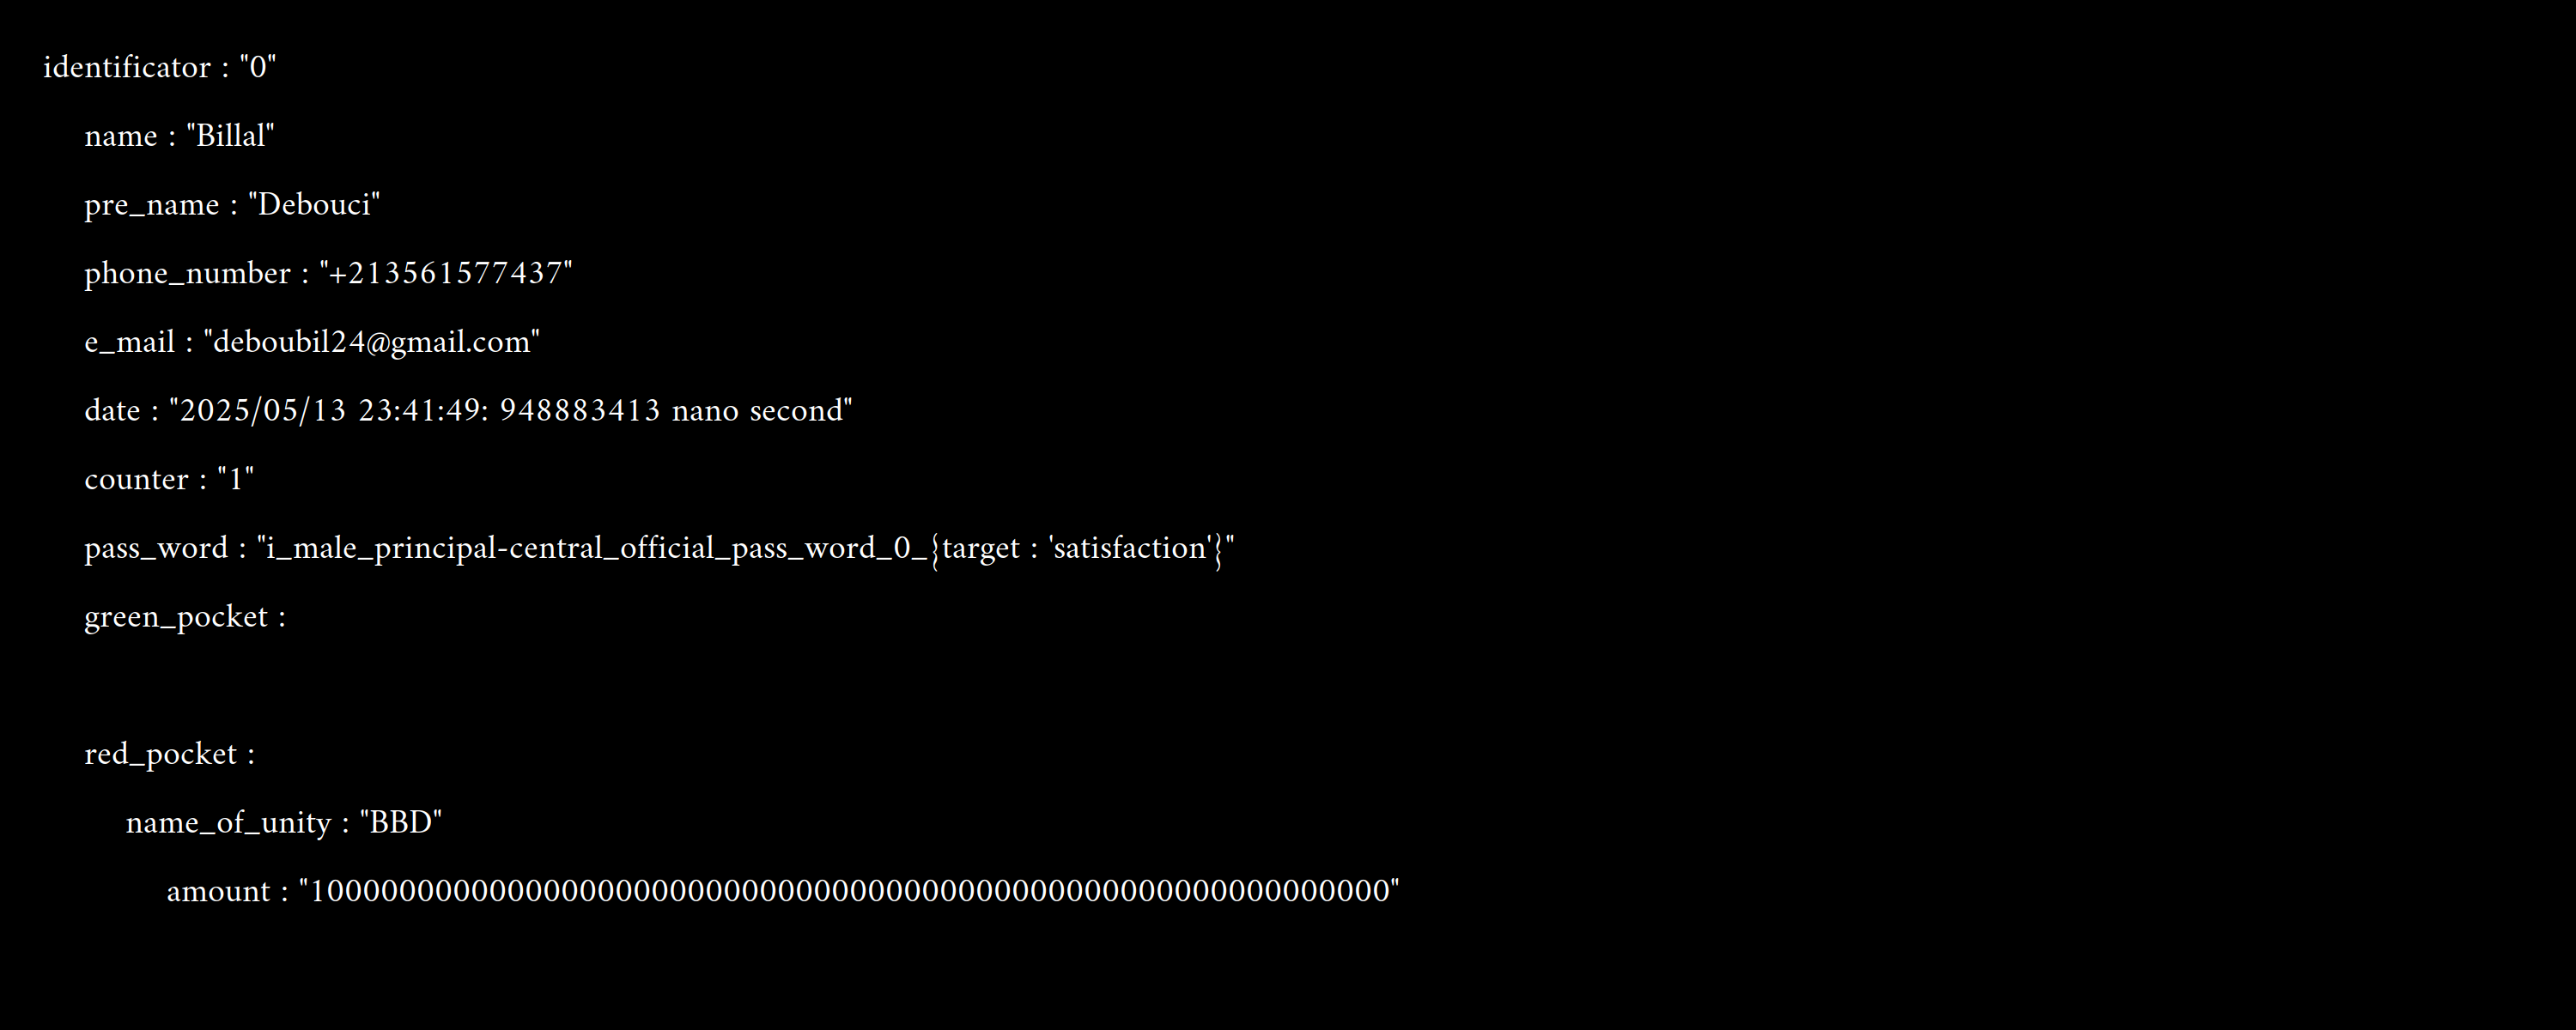 identificator : "0"
name : "Billal"
pre_name : "Debouci"
phone_number : "+213561577437"
e_mail : "deboubil24@gmail.com"
date : "2025/05/13 23:41:49: 948883413 nano second"
counter : "1"
pass_word : "i_male_principal-central_official_pass_word_0_{target : 'satisfaction'}"
green_pocket :
red_pocket :
name_of_unity : "BBD"
amount : "1000000000000000000000000000000000000000000000000000000000000"